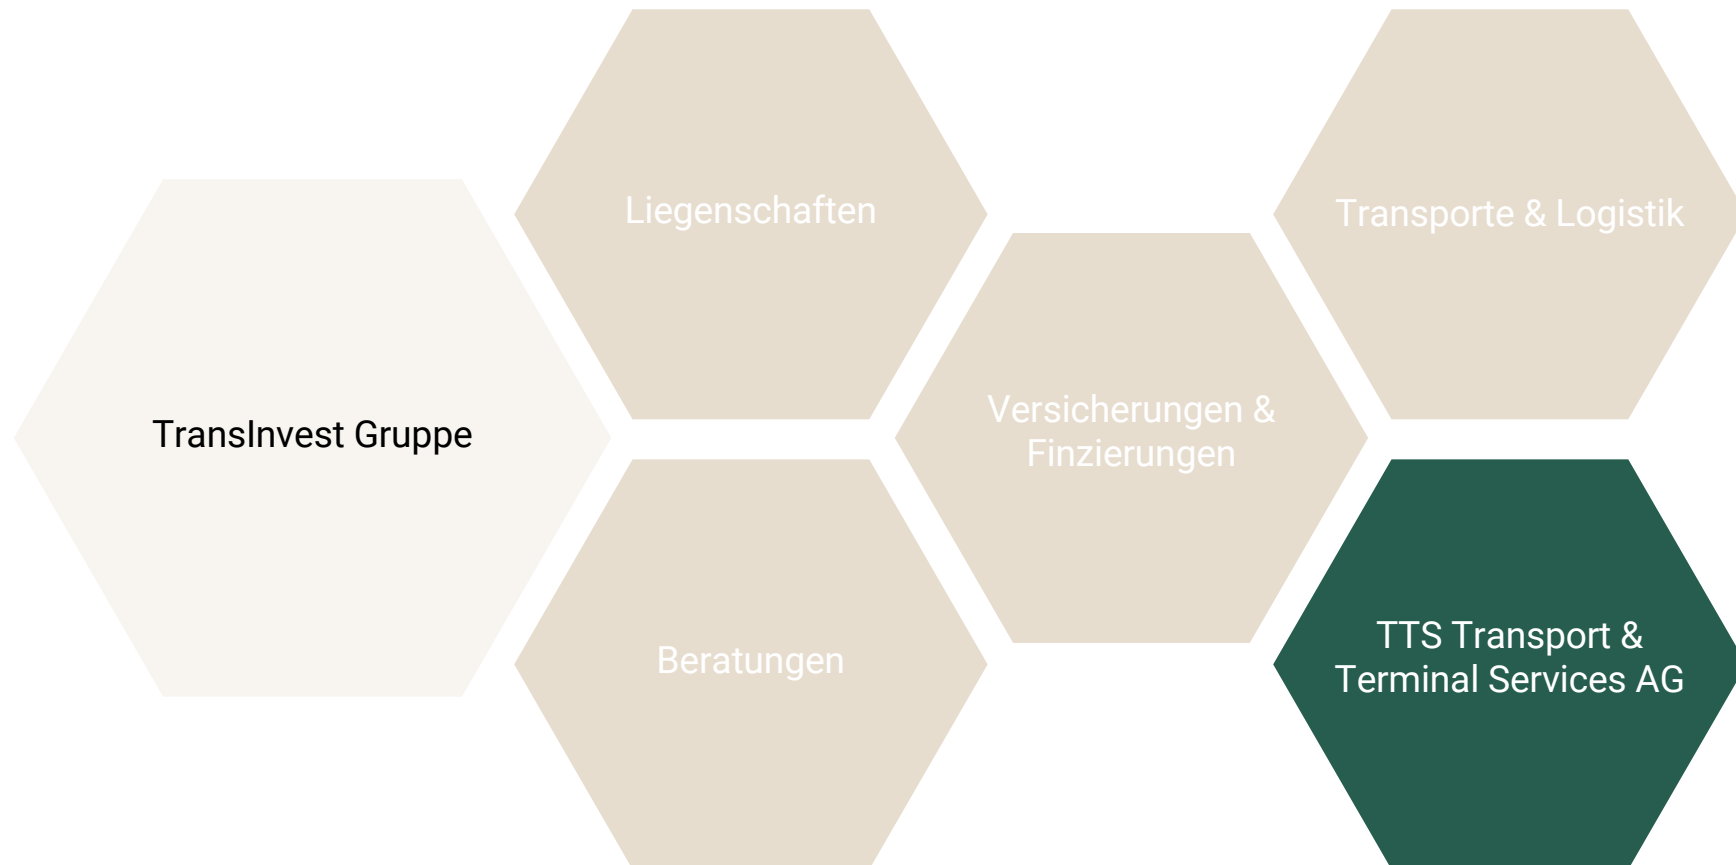 TransInvest Gruppe
Liegenschaften
Beratungen
Versicherungen &
Finzierungen
Transporte & Logistik
TTS Transport &
Terminal Services AG